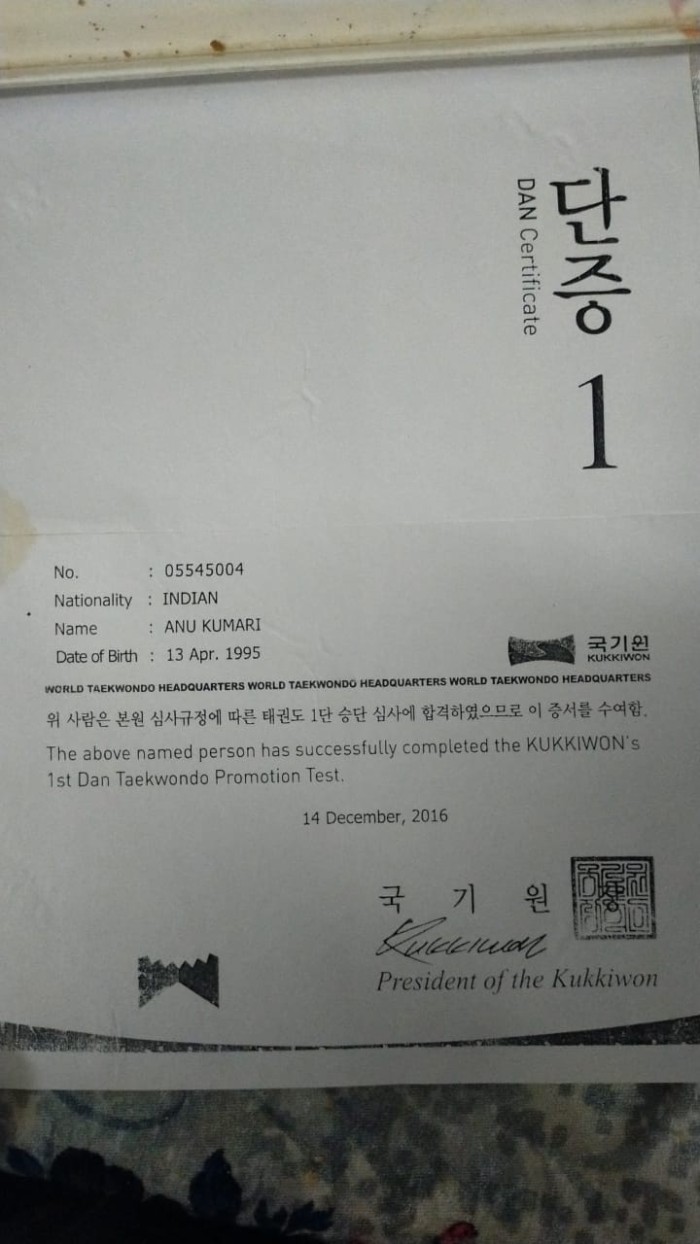 단증
DAN Certificate
1
No. : 05545004
Nationality : INDIAN
Name : ANU KUMARI
Date of Birth : 13 Apr. 1995
국기원
KUKKIWON
WORLD TAEKWONDO HEADQUARTERS WORLD TAEKWONDO HEADQUARTERS WORLD TAEKWONDO HEADQUARTERS
위 사람은 본원 심사규정에 따른 태권도 1단 승단 심사에 합격하였으므로 이 증서를 수여함.
The above named person has successfully completed the KUKKIWON's
1st Dan Taekwondo Promotion Test.
14 December, 2016
국 기 원
Kukkiwon
President of the Kukkiwon